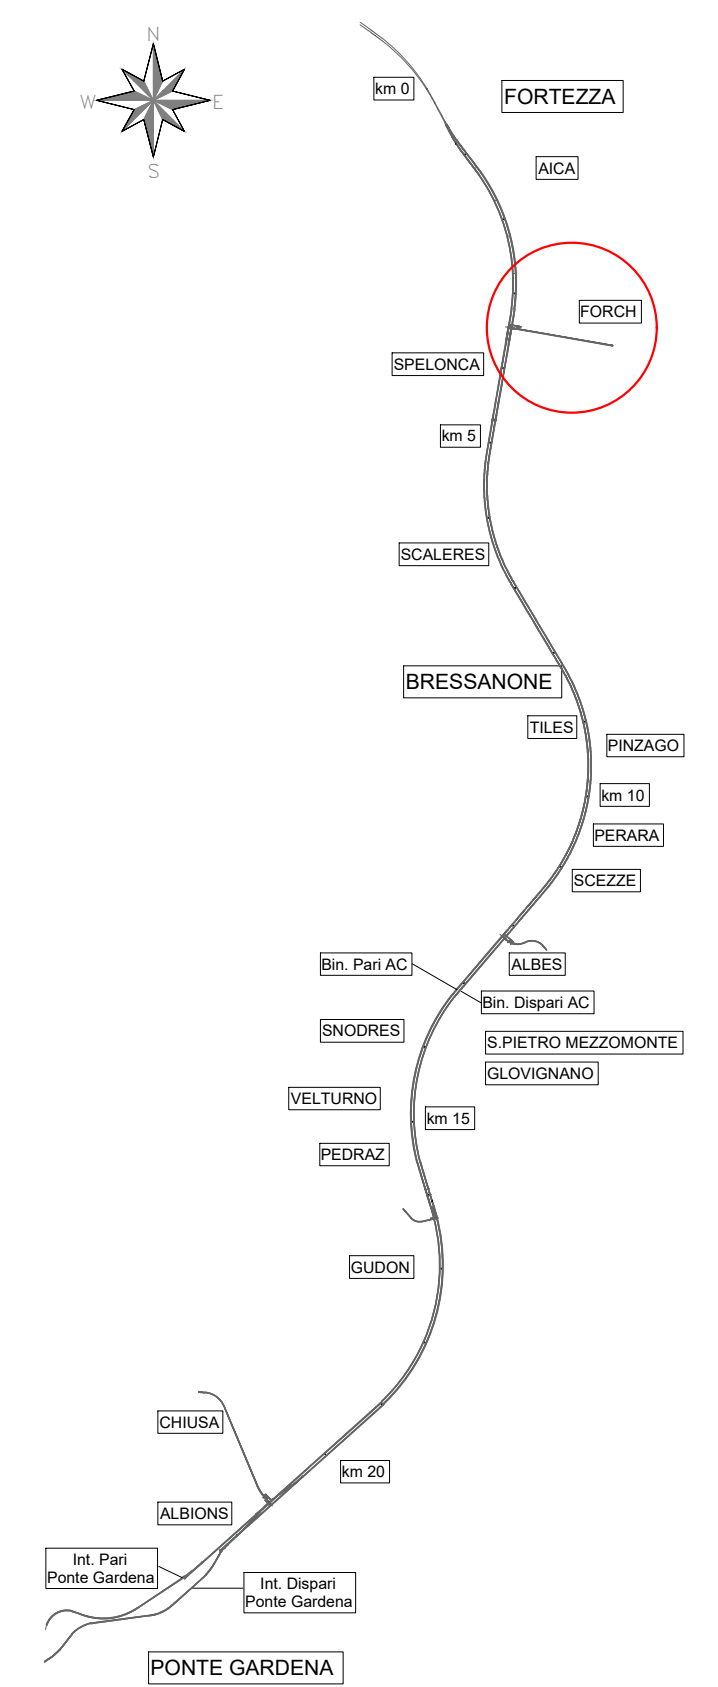 N
W
E
S
km 0
FORTEZZA
AICA
FORCH
SPELONCA
km 5
SCALERES
BRESSANONE
TILES
PINZAGO
km 10
PERARA
SCEZZE
Bin. Pari AC
ALBES
Bin. Dispari AC
SNODRES
S.PIETRO MEZZOMONTE
GLOVIGNANO
VELTURNO
km 15
PEDRAZ
GUDON
CHIUSA
km 20
ALBIONS
Int. Pari
Ponte Gardena
Int. Dispari
Ponte Gardena
PONTE GARDENA